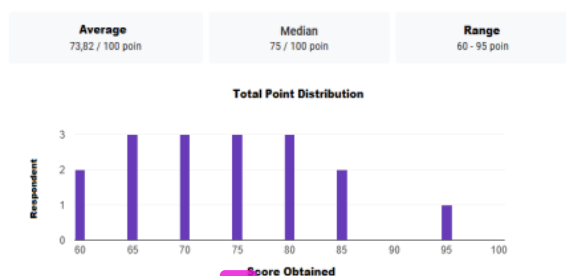 Average
73,82 / 100 poin
Median
75 / 100 poin
Range
60 - 95 poin
Total Point Distribution
Respondent
3
2
1
0
60 65 70 75 80 85 90 95 100
Score Obtained